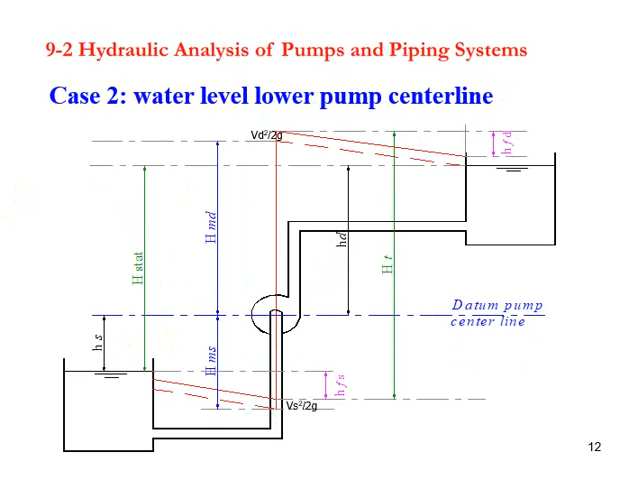 9-2 Hydraulic Analysis of Pumps and Piping Systems
Case 2: water level lower pump centerline
Vd²/2g
h f d
H md
H stat
hd
H t
Datum pump
center line
h s
H ms
h f s
Vs²/2g
12